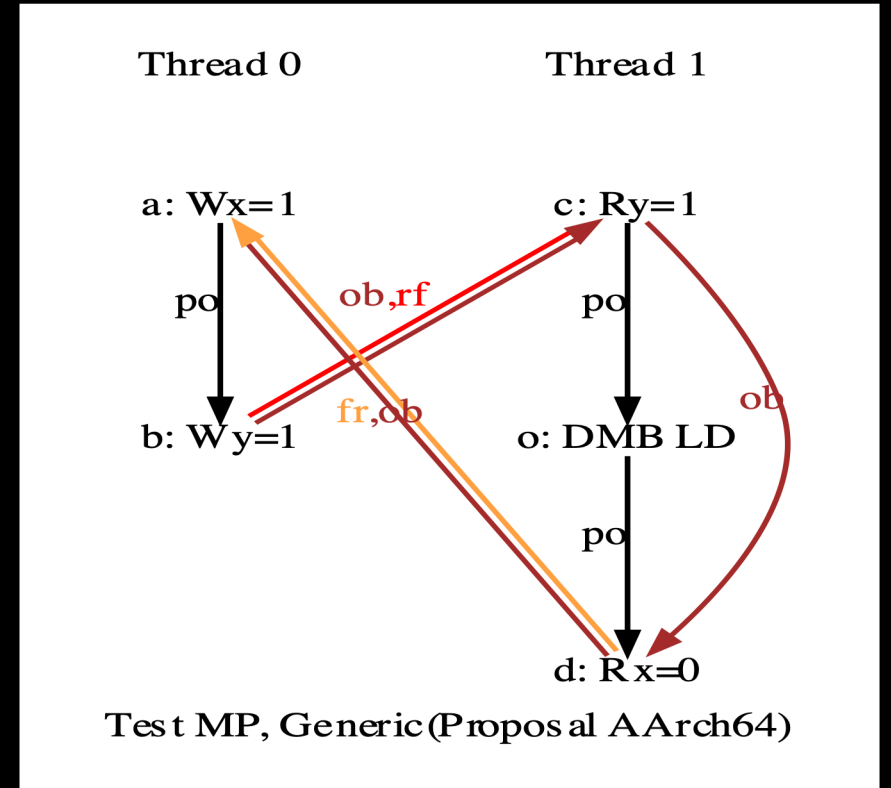 Thread 0
Thread 1
a: Wx=1
c: Ry=1
ob,rf
po
po
fr,ob
ob
b: Wy=1
o: DMB LD
po
d: Rx=0
Test MP, Generic(Proposal AArch64)